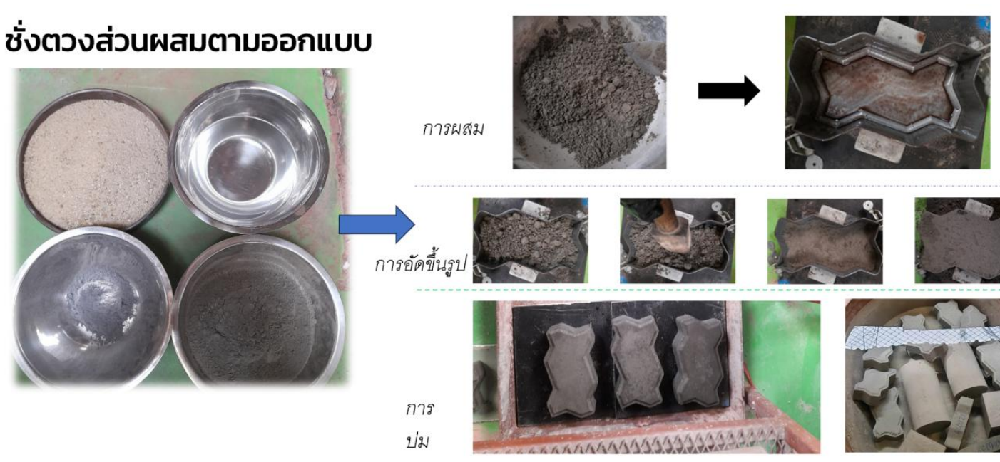 ชั่งตวงส่วนผสมตามออกแบบ
การผสม
การอัดขึ้นรูป
การ
บ่ม